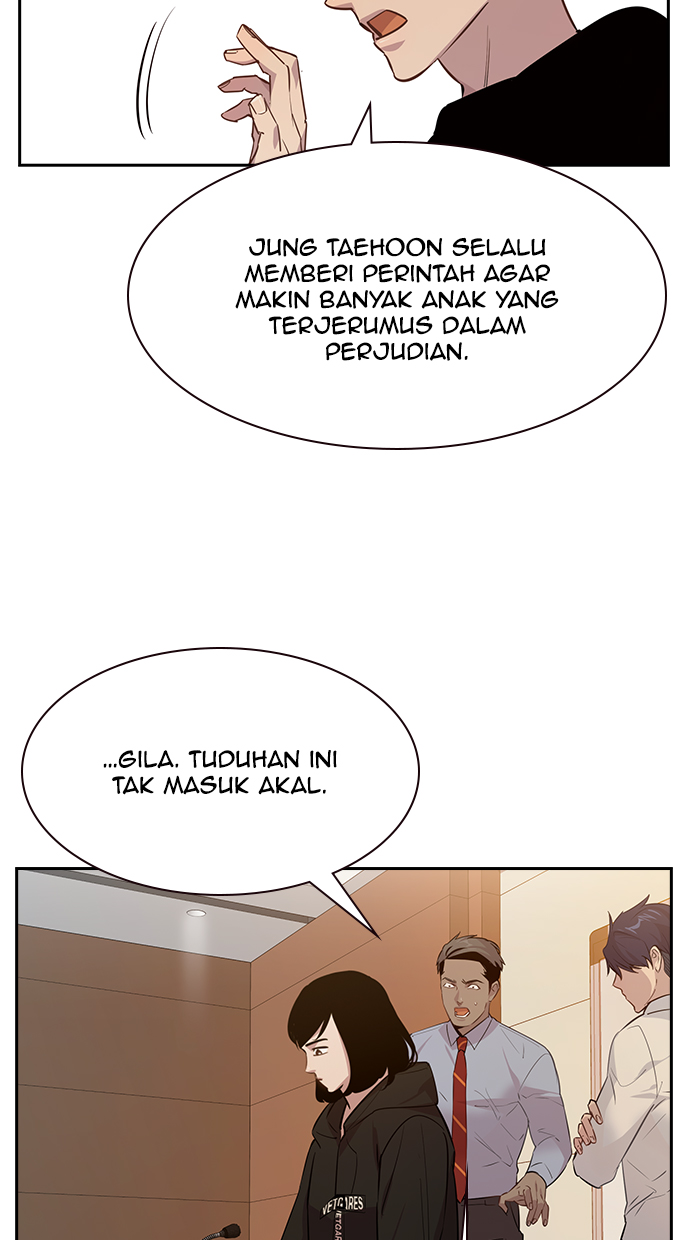 JUNG TAEHOON SELALU
MEMBERI PERINTAH AGAR
MAKIN BANYAK ANAK YANG
TERJERUMUS DALAM
PERJUDIAN.
...GILA. TUDUHAN INI
TAK MASUK AKAL.